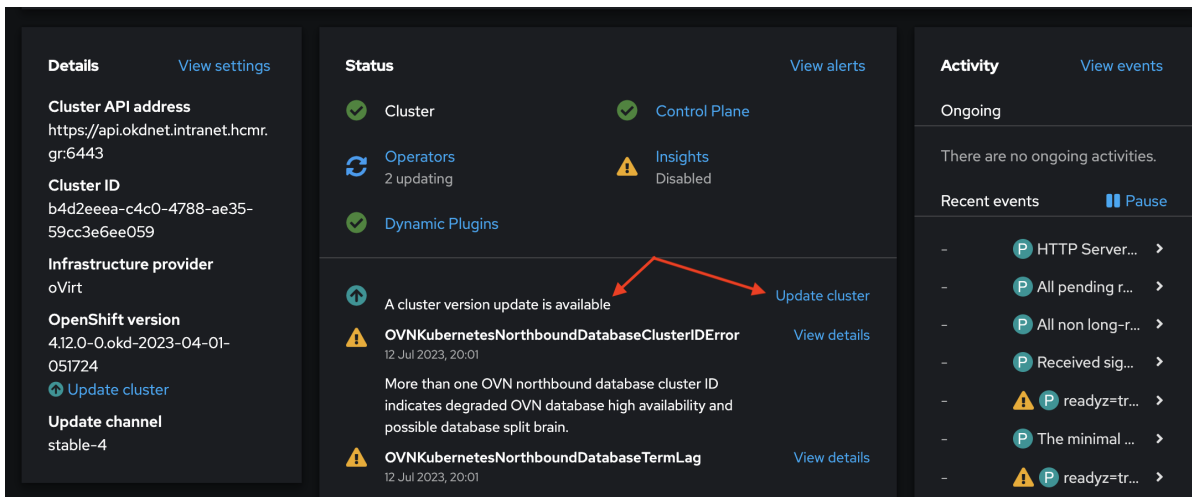 Details
View settings
Cluster API address
https://api.okdnet.intranet.hcmr.
gr:6443
Cluster ID
b4d2eeea-c4c0-4788-ae35-
59cc3e6ee059
Infrastructure provider
oVirt
OpenShift version
4.12.0-0.okd-2023-04-01-
051724
Update cluster
Update channel
stable-4
Status
View alerts
Cluster
Control Plane
Operators
2 updating
Insights
Disabled
Dynamic Plugins
A cluster version update is available
Update cluster
OVNKubernetesNorthboundDatabaseClusterIDError
View details
12 Jul 2023, 20:01
More than one OVN northbound database cluster ID
indicates degraded OVN database high availability and
possible database split brain.
OVNKubernetesNorthboundDatabaseTermLag
View details
12 Jul 2023, 20:01
Activity
View events
Ongoing
There are no ongoing activities.
Recent events
Pause
- P HTTP Server... >
- P All pending r... >
- P All non long-r... >
- P Received sig... >
- P readyz=tr... >
- P The minimal ... >
- P readyz=tr... >